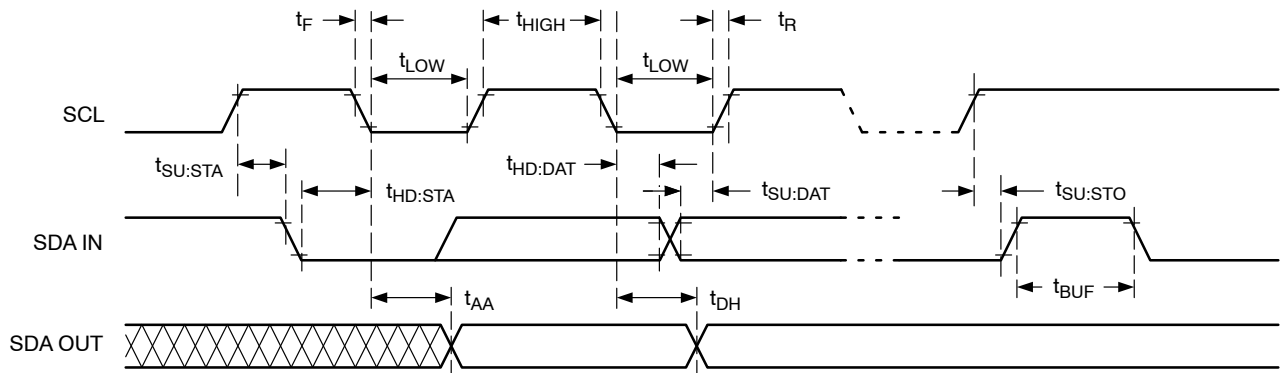 tF
tHIGH
tR
tLOW
tLOW
SCL
tSU:STA
tHD:STA
tHD:DAT
tSU:DAT
tSU:STO
SDA IN
tAA
tDH
tBUF
SDA OUT